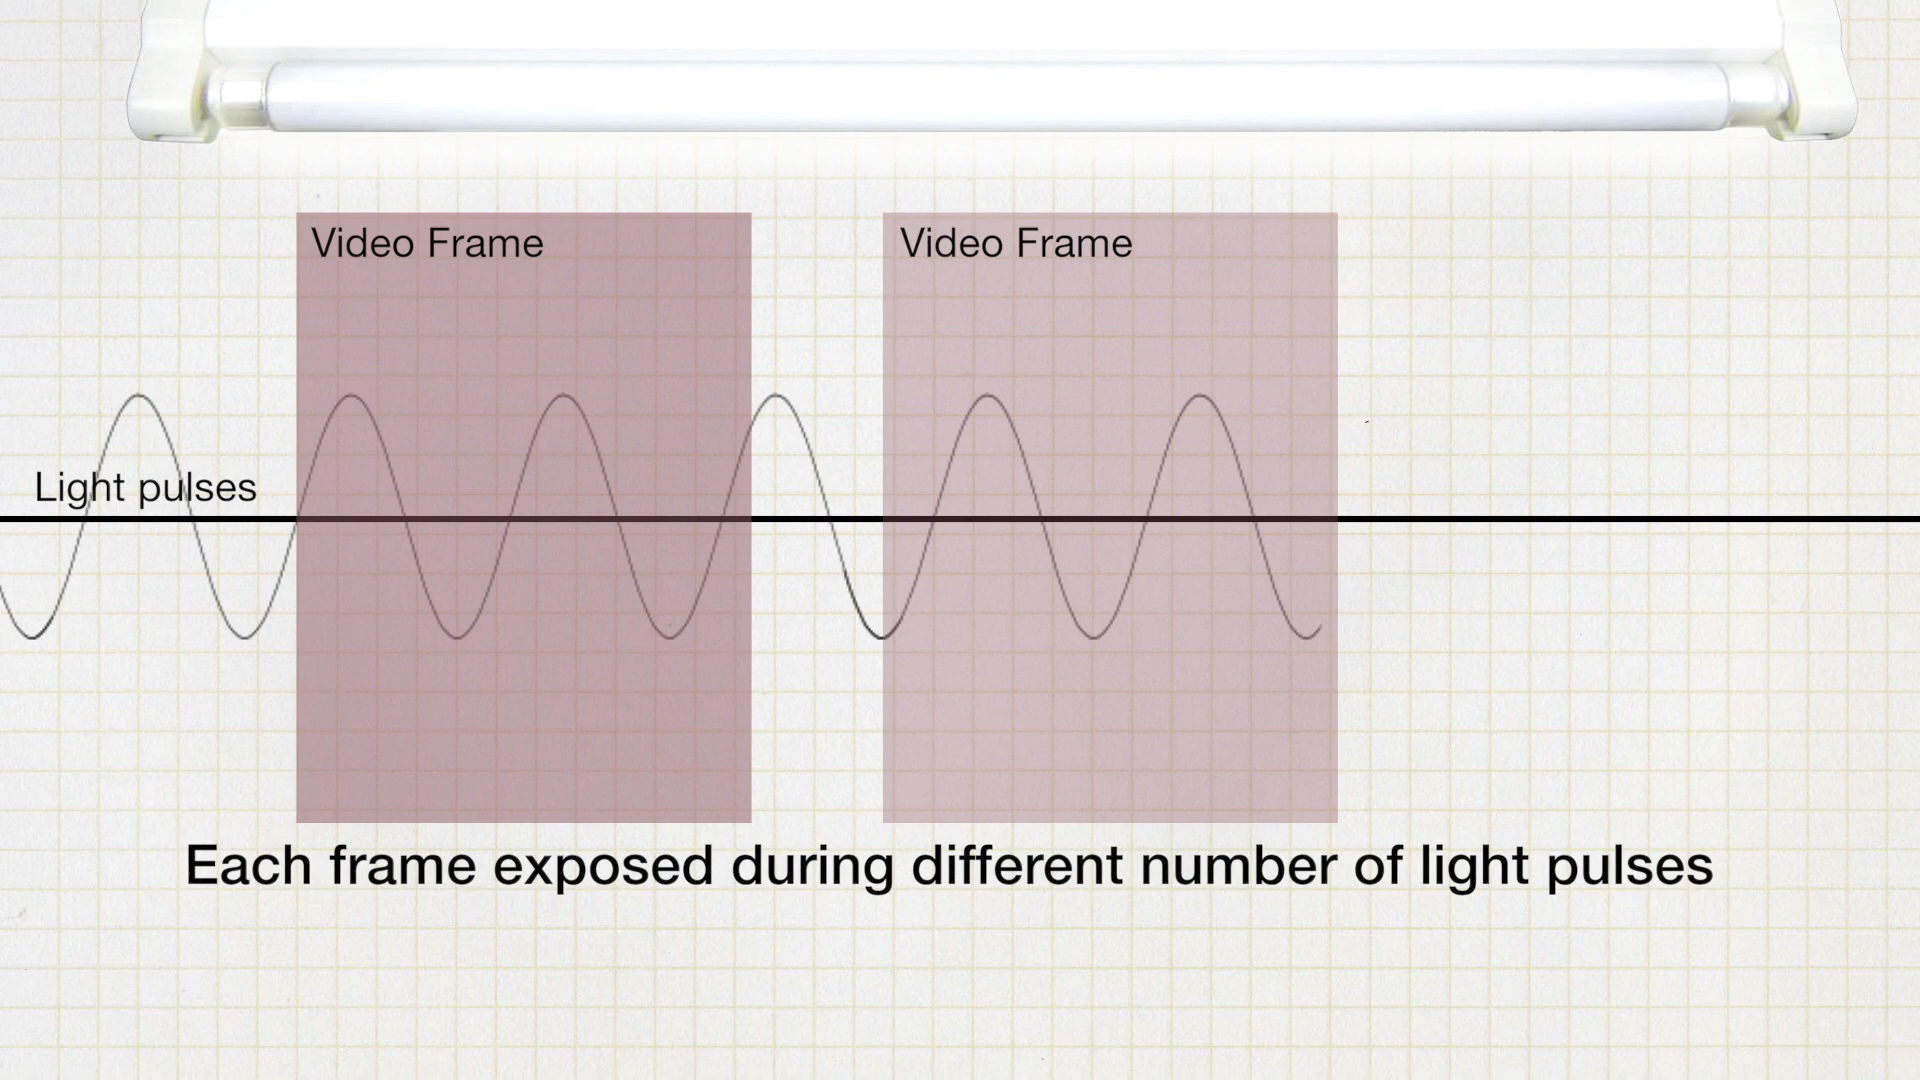 Video Frame
Video Frame
Light pulses
Each frame exposed during different number of light pulses